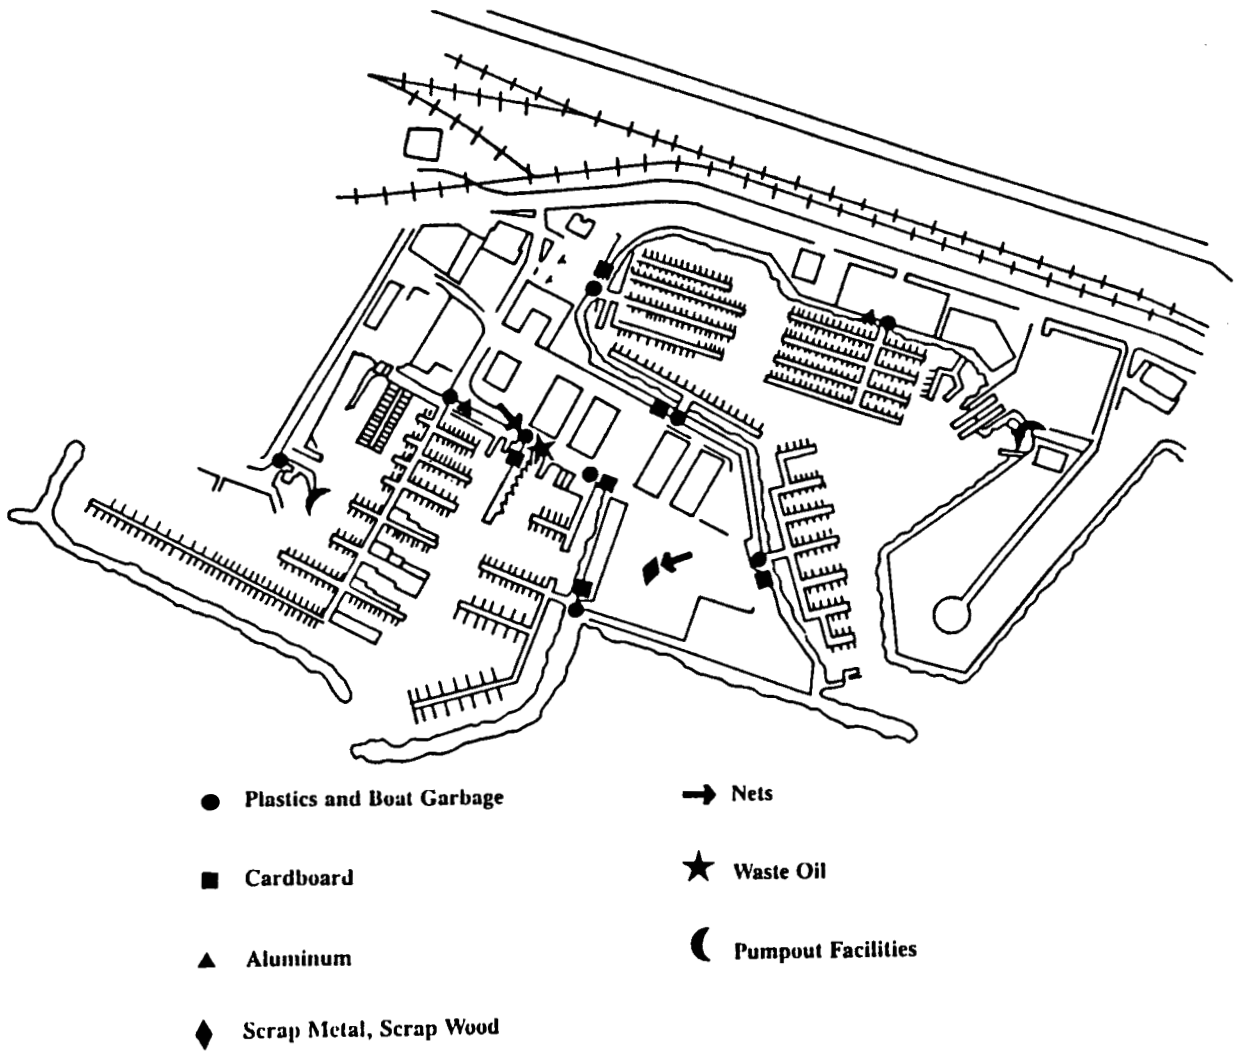 Plastics and Boat Garbage
Nets
Cardboard
Waste Oil
Aluminum
Pumpout Facilities
Scrap Metal, Scrap Wood